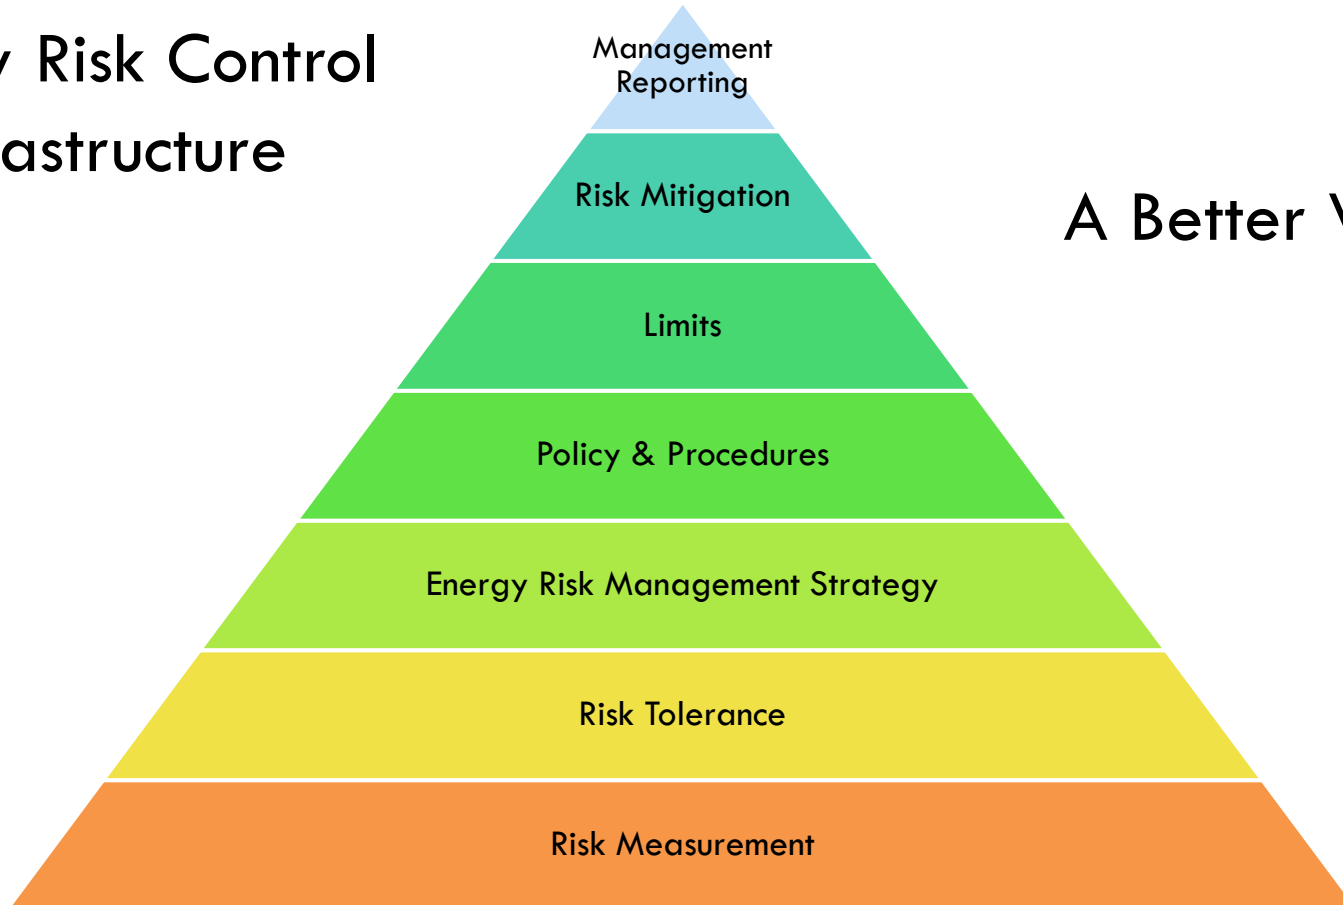 Risk Control
astructure
Management
Reporting
Risk Mitigation
A Better
Limits
Policy & Procedures
Energy Risk Management Strategy
Risk Tolerance
Risk Measurement